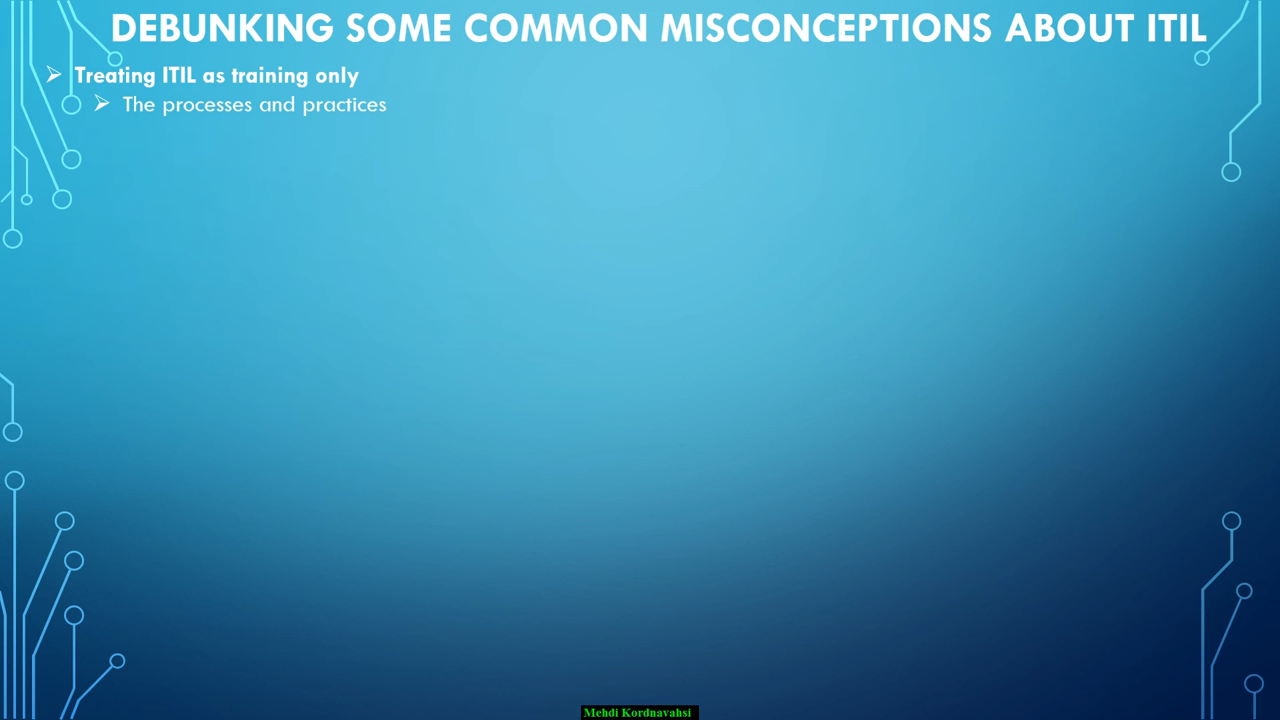 DEBUNKING SOME COMMON MISCONCEPTIONS ABOUT ITIL
Treating ITIL as training only
The processes and practices
Mehdi Kordnavahsi